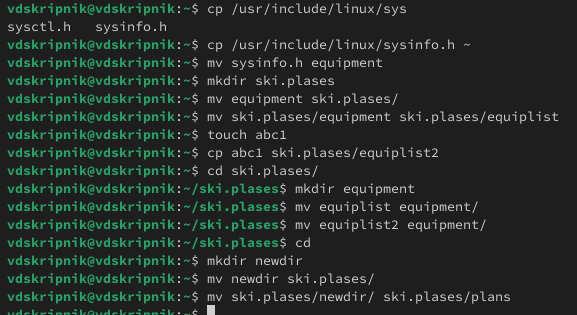 vdskripnik@vdskripnik:~$ cp /usr/include/linux/sys
sysctl.h   sysinfo.h
vdskripnik@vdskripnik:~$ cp /usr/include/linux/sysinfo.h ~
vdskripnik@vdskripnik:~$ mv sysinfo.h equipment
vdskripnik@vdskripnik:~$ mkdir ski.plases
vdskripnik@vdskripnik:~$ mv equipment ski.plases/
vdskripnik@vdskripnik:~$ mv ski.plases/equipment ski.plases/equiplist
vdskripnik@vdskripnik:~$ touch abc1
vdskripnik@vdskripnik:~$ cp abc1 ski.plases/equiplist2
vdskripnik@vdskripnik:~$ cd ski.plases/
vdskripnik@vdskripnik:~/ski.plases$ mkdir equipment
vdskripnik@vdskripnik:~/ski.plases$ mv equiplist equipment/
vdskripnik@vdskripnik:~/ski.plases$ mv equiplist2 equipment/
vdskripnik@vdskripnik:~/ski.plases$ cd
vdskripnik@vdskripnik:~$ mkdir newdir
vdskripnik@vdskripnik:~$ mv newdir ski.plases/
vdskripnik@vdskripnik:~$ mv ski.plases/newdir/ ski.plases/plans
vdskripnik@vdskripnik:~$